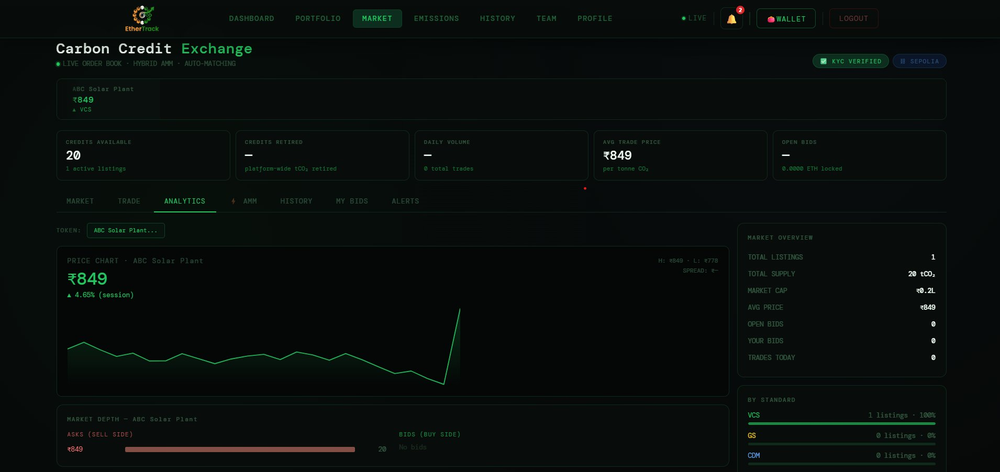 EtherTrack
DASHBOARD PORTFOLIO MARKET EMISSIONS HISTORY TEAM PROFILE LIVE 2 WALLET LOGOUT
Carbon Credit Exchange
LIVE ORDER BOOK · HYBRID AMM · AUTO-MATCHING
KYC VERIFIED SEPOLIA
ABC Solar Plant
₹849
▲ VCS
CREDITS AVAILABLE
20
1 active listings
CREDITS RETIRED
—
platform-wide tCO₂ retired
DAILY VOLUME
—
0 total trades
AVG TRADE PRICE
₹849
per tonne CO₂
OPEN BIDS
—
0.0000 ETH locked
MARKET TRADE ANALYTICS AMM HISTORY MY BIDS ALERTS
TOKEN: ABC Solar Plant...
PRICE CHART · ABC Solar Plant
₹849
▲ 4.65% (session)
H: ₹849 · L: ₹778
SPREAD: ₹—
MARKET DEPTH — ABC Solar Plant
ASKS (SELL SIDE)
₹849 20
BIDS (BUY SIDE)
No bids
MARKET OVERVIEW
TOTAL LISTINGS 1
TOTAL SUPPLY 20 tCO₂
MARKET CAP ₹0.2L
AVG PRICE ₹849
OPEN BIDS 0
YOUR BIDS 0
TRADES TODAY 0
BY STANDARD
VCS 1 listings · 100%
GS 0 listings · 0%
CDM 0 listings · 0%